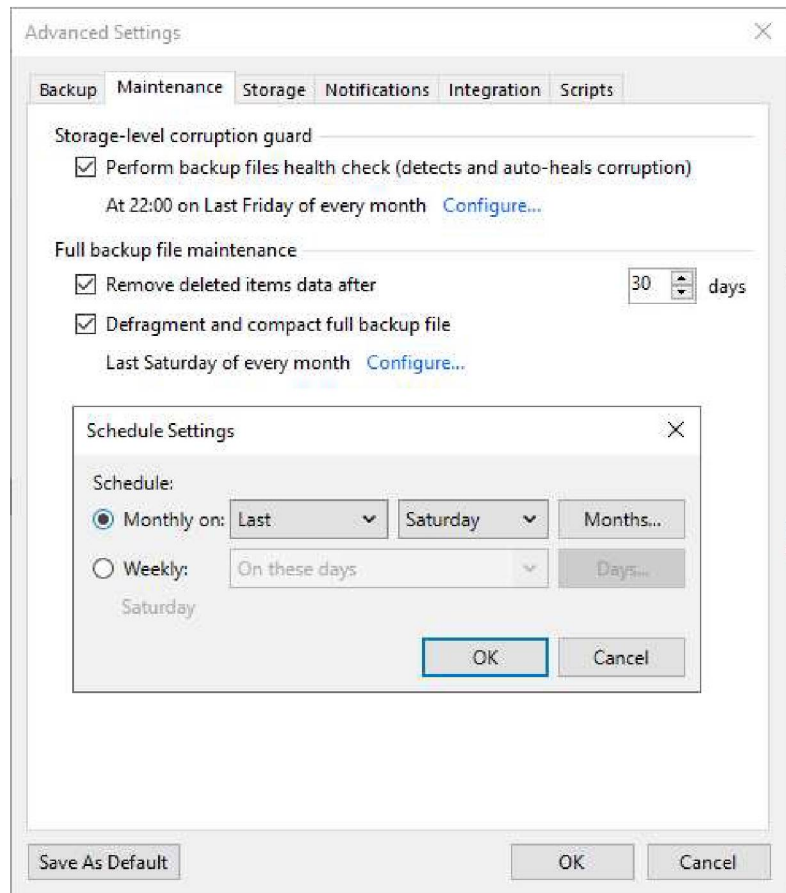 Advanced Settings
Backup Maintenance Storage Notifications Integration Scripts
Storage-level corruption guard
Perform backup files health check (detects and auto-heals corruption)
At 22:00 on Last Friday of every month Configure...
Full backup file maintenance
Remove deleted items data after 30 days
Defragment and compact full backup file
Last Saturday of every month Configure...
Schedule Settings
Schedule:
Monthly on: Last Saturday Months...
Weekly: On these days Days...
Saturday
OK Cancel
Save As Default OK Cancel